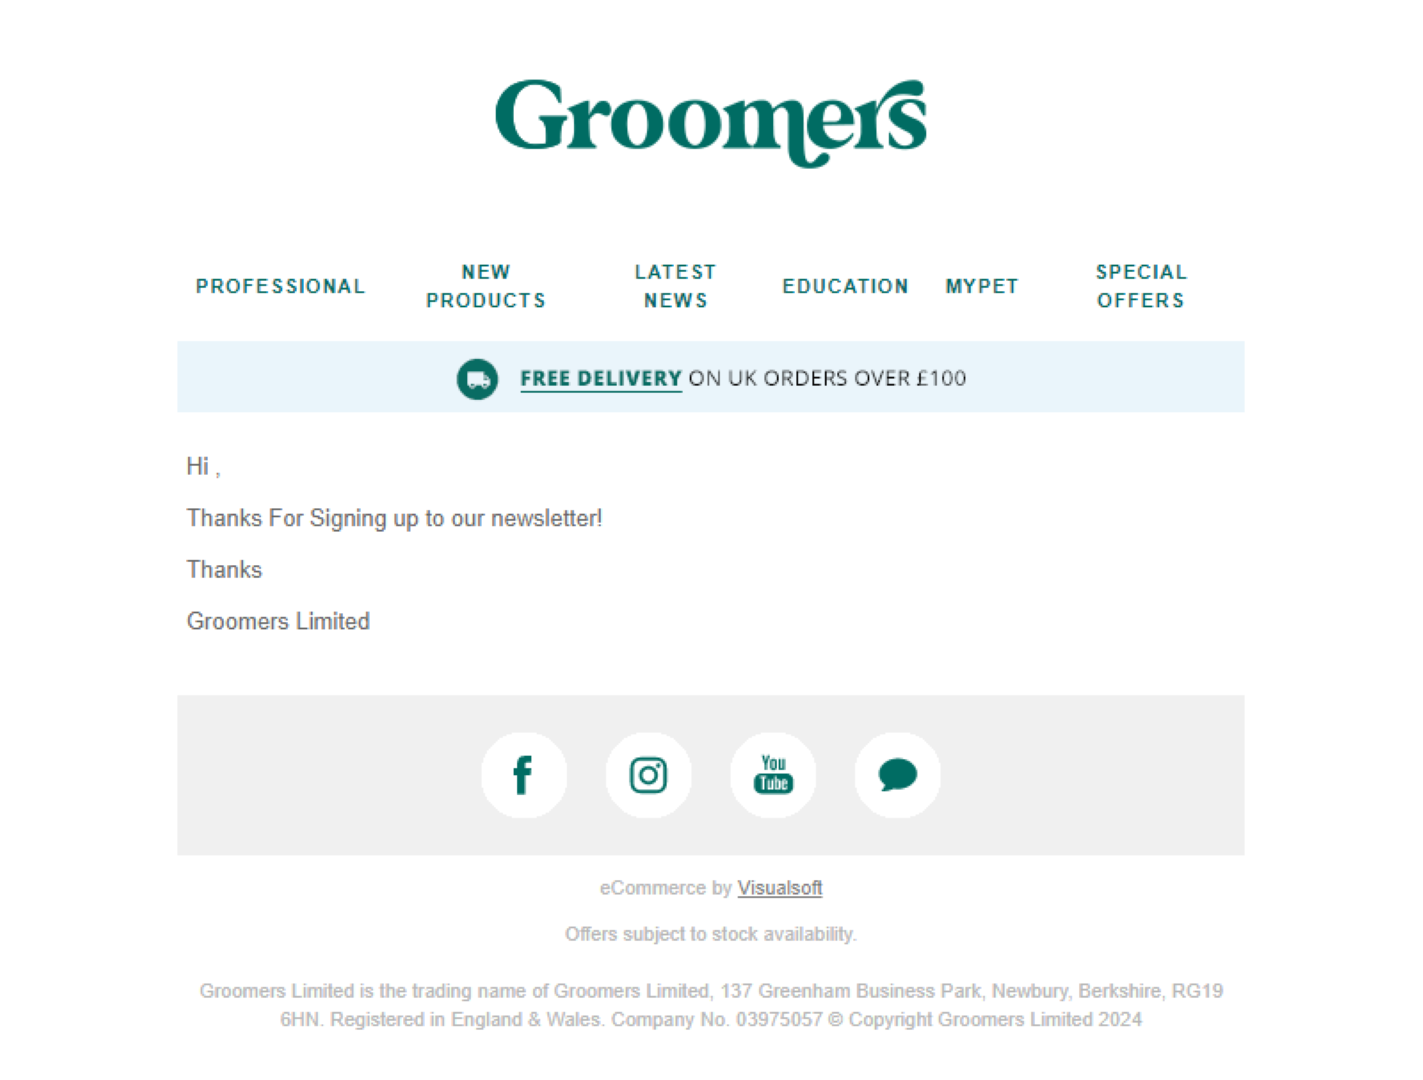 Groomers
PROFESSIONAL
NEW
PRODUCTS
LATEST
NEWS
EDUCATION
MYPET
SPECIAL
OFFERS
FREE DELIVERY ON UK ORDERS OVER £100
Hi ,
Thanks For Signing up to our newsletter!
Thanks
Groomers Limited
f
You
Tube
eCommerce by Visualsoft
Offers subject to stock availability.
Groomers Limited is the trading name of Groomers Limited, 137 Greenham Business Park, Newbury, Berkshire, RG19
6HN. Registered in England & Wales. Company No. 03975057 © Copyright Groomers Limited 2024